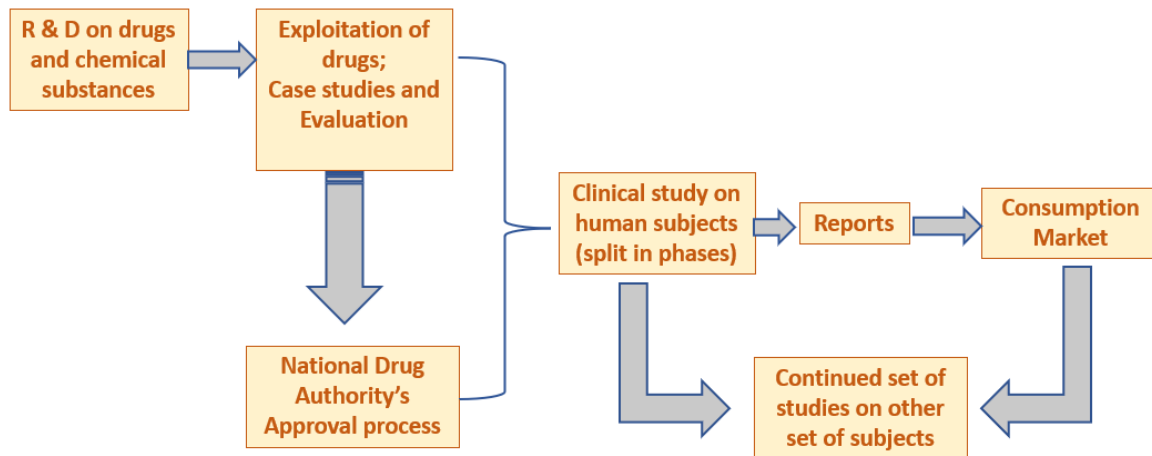 R & D on drugs
and chemical
substances
Exploitation of
drugs;
Case studies and
Evaluation
National Drug
Authority's
Approval process
Clinical study on
human subjects
(split in phases)
Reports
Consumption
Market
Continued set of
studies on other
set of subjects